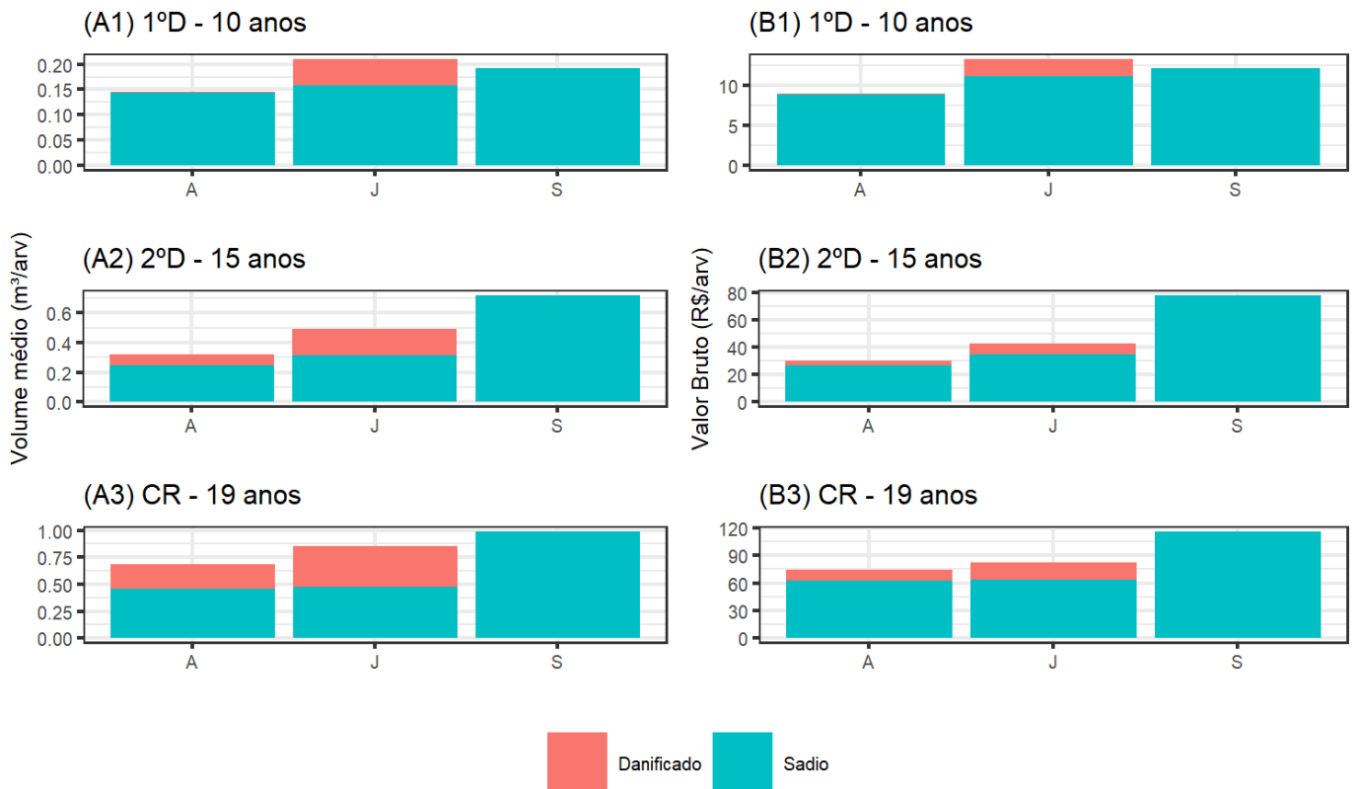 (A1) 1ºD - 10 anos
0.20
0.15
0.10
0.05
0.00
A J S
(B1) 1ºD - 10 anos
10
5
0
A J S
Volume médio (m³/arv)
(A2) 2ºD - 15 anos
0.6
0.4
0.2
0.0
A J S
Valor Bruto (R$/arv)
(B2) 2ºD - 15 anos
80
60
40
20
0
A J S
(A3) CR - 19 anos
1.00
0.75
0.50
0.25
0.00
A J S
(B3) CR - 19 anos
120
90
60
30
0
A J S
Danificado Sadio